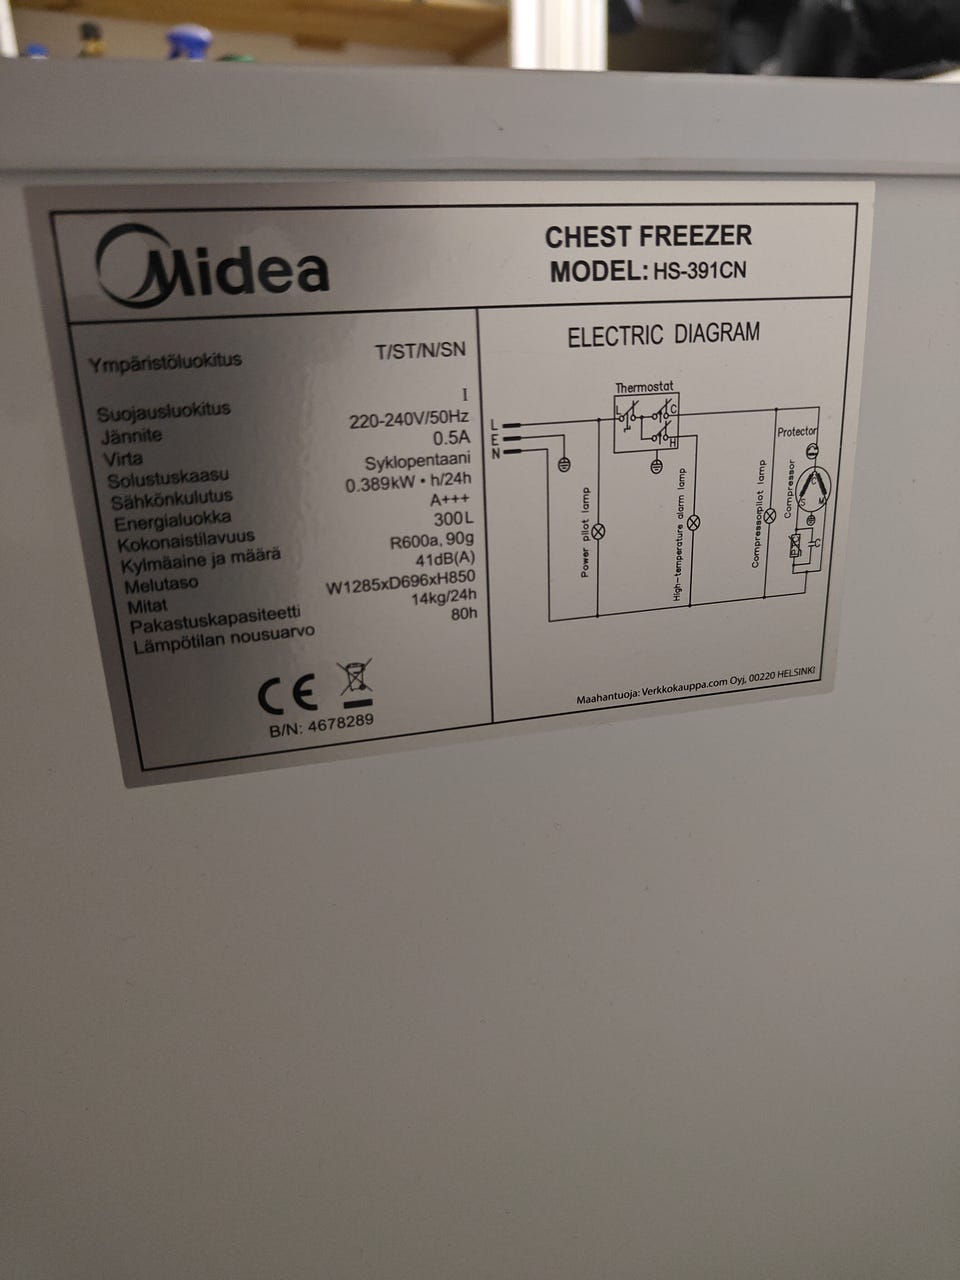 Midea
CHEST FREEZER
MODEL: HS-391CN
Ympäristöluokitus T/ST/N/SN
Suojausluokitus I
Jännite 220-240V/50Hz
Virta 0.5A
Solustuskaasu Syklopentaani
Sähkönkulutus 0.389kW • h/24h
Energialuokka A+++
Kokonaistilavuus 300L
Kylmäaine ja määrä R600a, 90g
Melutaso 41dB(A)
Mitat W1285xD696xH850
Pakastuskapasiteetti 14kg/24h
Lämpötilan nousuarvo 80h
CE
B/N: 4678289
ELECTRIC DIAGRAM
Thermostat
L
C
H
L
E
N
Power pilot lamp
High-temperature alarm lamp
Compressorpilot lamp
Compressor
Protector
C
S
M
PTC
C
Maahantuoja: Verkkokauppa.com Oyj, 00220 HELSINKI